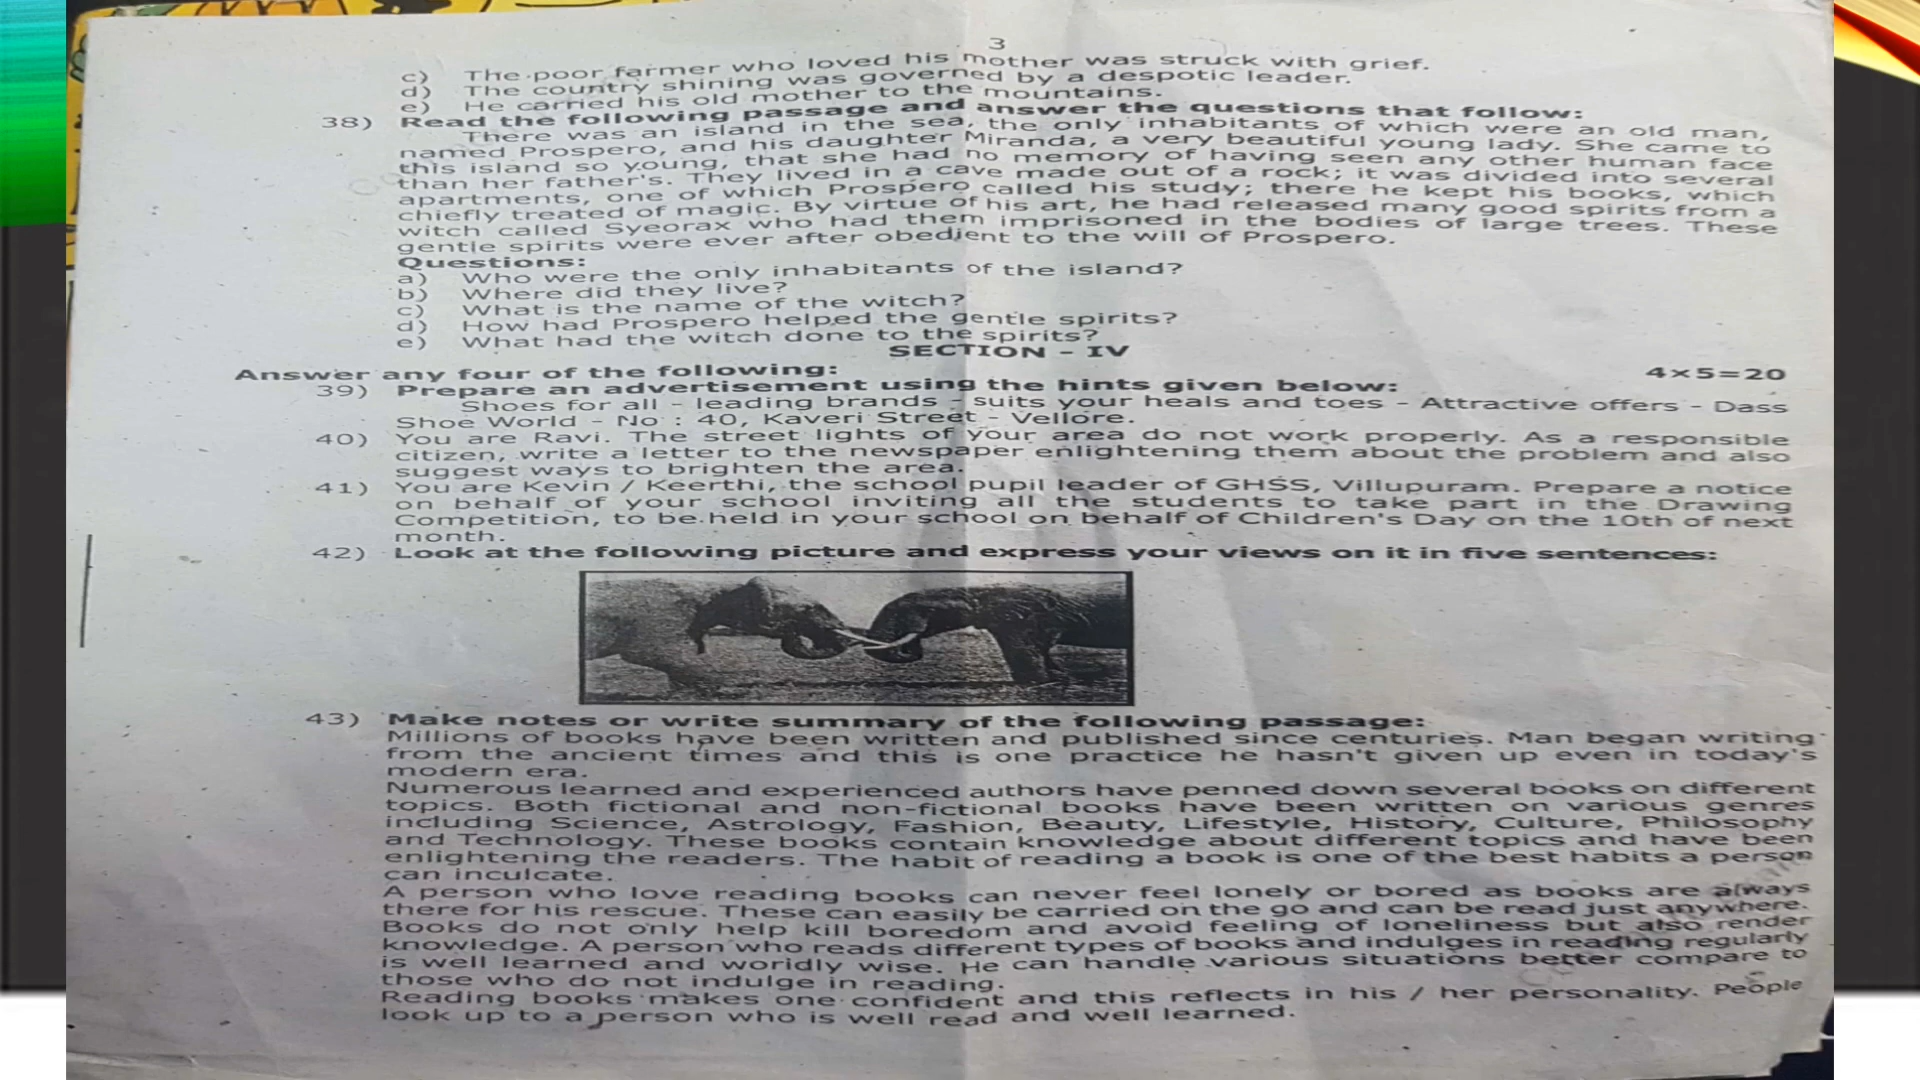 3
c) The poor farmer who loved his mother was struck with grief.
d) The country shining was governed by a despotic leader.
e) He carried his old mother to the mountains.
38) Read the following passage and answer the questions that follow:
There was an island in the sea, the only inhabitants of which were an old man,
named Prospero, and his daughter Miranda, a very beautiful young lady. She came to
this island so young, that she had no memory of having seen any other human face
than her father's. They lived in a cave made out of a rock; it was divided into several
apartments, one of which Prospero called his study; there he kept his books, which
chiefly treated of magic. By virtue of his art, he had released many good spirits from a
witch called Syeorax who had them imprisoned in the bodies of large trees. These
gentle spirits were ever after obedient to the will of Prospero.
Questions:
a) Who were the only inhabitants of the island?
b) Where did they live?
c) What is the name of the witch?
d) How had Prospero helped the gentle spirits?
e) What had the witch done to the spirits?
SECTION - IV
Answer any four of the following: 4×5=20
39) Prepare an advertisement using the hints given below:
Shoes for all - leading brands - suits your heals and toes - Attractive offers - Dass
Shoe World - No : 40, Kaveri Street - Vellore.
40) You are Ravi. The street lights of your area do not work properly. As a responsible
citizen, write a letter to the newspaper enlightening them about the problem and also
suggest ways to brighten the area.
41) You are Kevin / Keerthi, the school pupil leader of GHSS, Villupuram. Prepare a notice
on behalf of your school inviting all the students to take part in the Drawing
Competition, to be held in your school on behalf of Children's Day on the 10th of next
month.
42) Look at the following picture and express your views on it in five sentences:
43) Make notes or write summary of the following passage:
Millions of books have been written and published since centuries. Man began writing
from the ancient times and this is one practice he hasn't given up even in today's
modern era.
Numerous learned and experienced authors have penned down several books on different
topics. Both fictional and non-fictional books have been written on various genres
including Science, Astrology, Fashion, Beauty, Lifestyle, History, Culture, Philosophy
and Technology. These books contain knowledge about different topics and have been
enlightening the readers. The habit of reading a book is one of the best habits a person
can inculcate.
A person who love reading books can never feel lonely or bored as books are always
there for his rescue. These can easily be carried on the go and can be read just anywhere.
Books do not only help kill boredom and avoid feeling of loneliness but also render
knowledge. A person who reads different types of books and indulges in reading regularly
is well learned and woridly wise. He can handle various situations better compare to
those who do not indulge in reading.
Reading books makes one confident and this reflects in his / her personality. People
look up to a person who is well read and well learned.